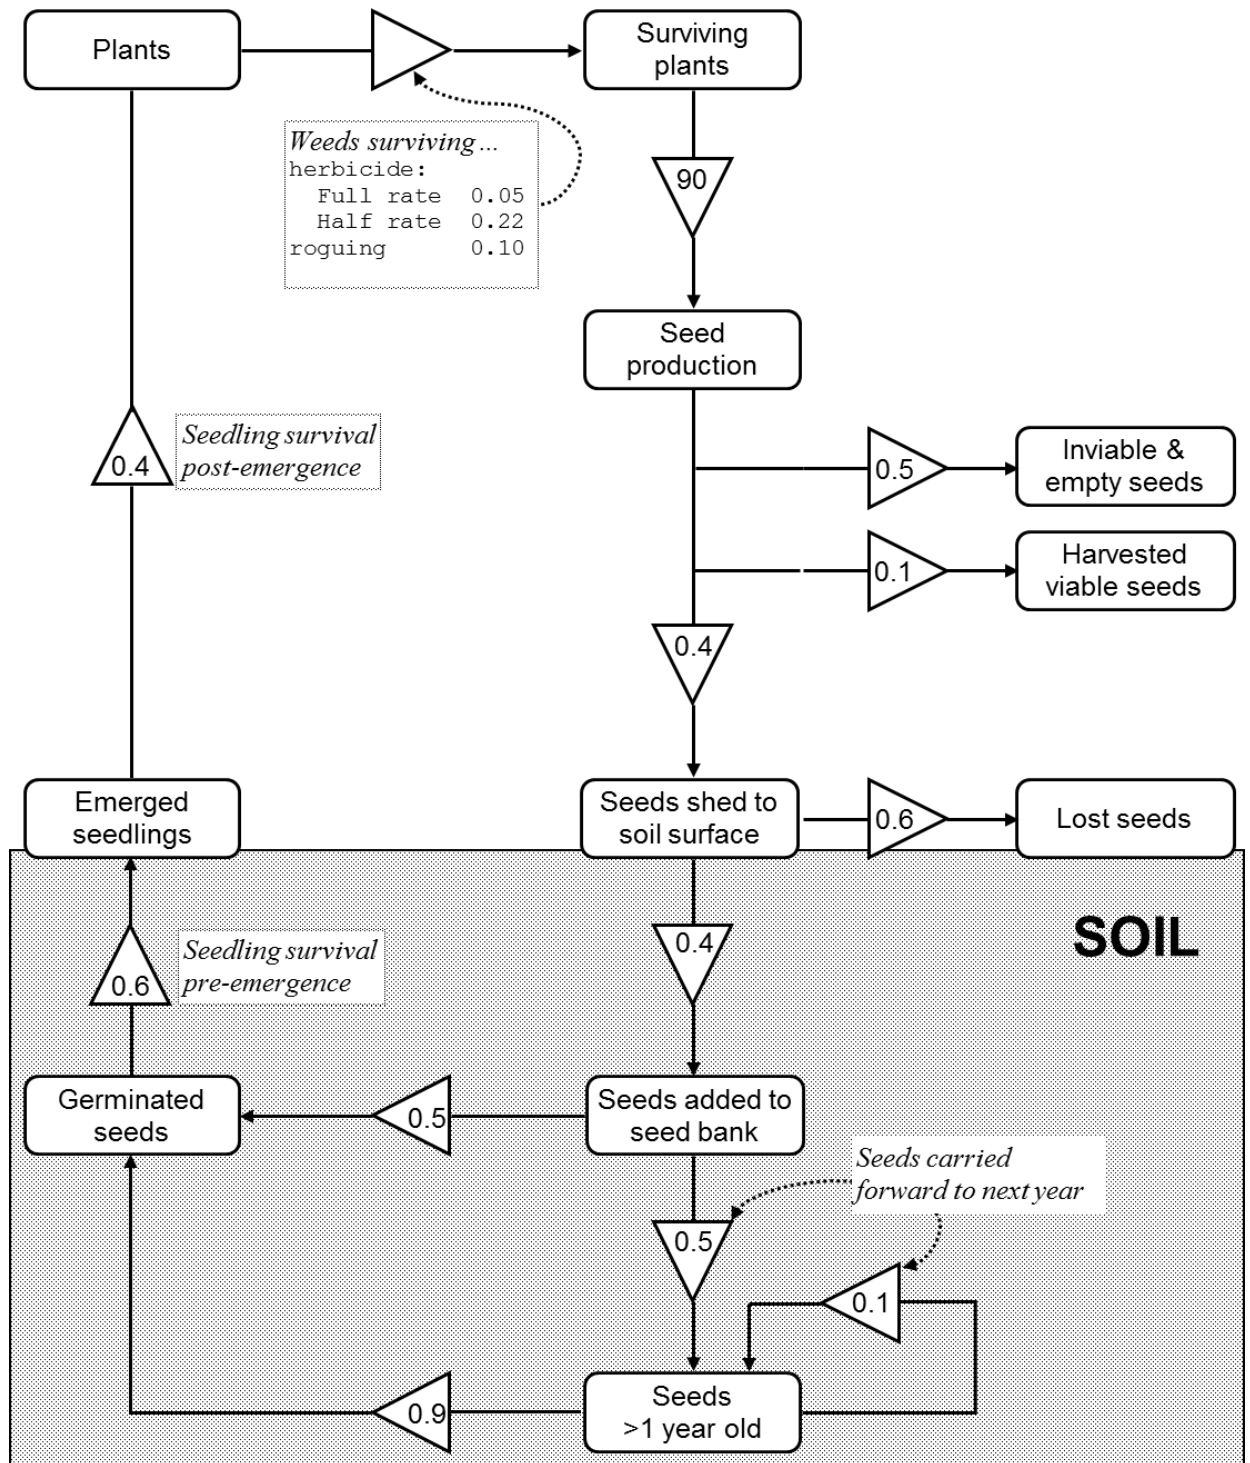 Plants
Surviving
plants
Weeds surviving...
herbicide:
Full rate 0.05
Half rate 0.22
roguing 0.10
90
Seed
production
0.4
Seedling survival
post-emergence
0.5
Inviable &
empty seeds
0.1
Harvested
viable seeds
0.4
Emerged
seedlings
Seeds shed to
soil surface
0.6
Lost seeds
SOIL
0.6
Seedling survival
pre-emergence
0.4
Germinated
seeds
0.5
Seeds added to
seed bank
Seeds carried
forward to next year
0.5
0.1
0.9
Seeds
>1 year old